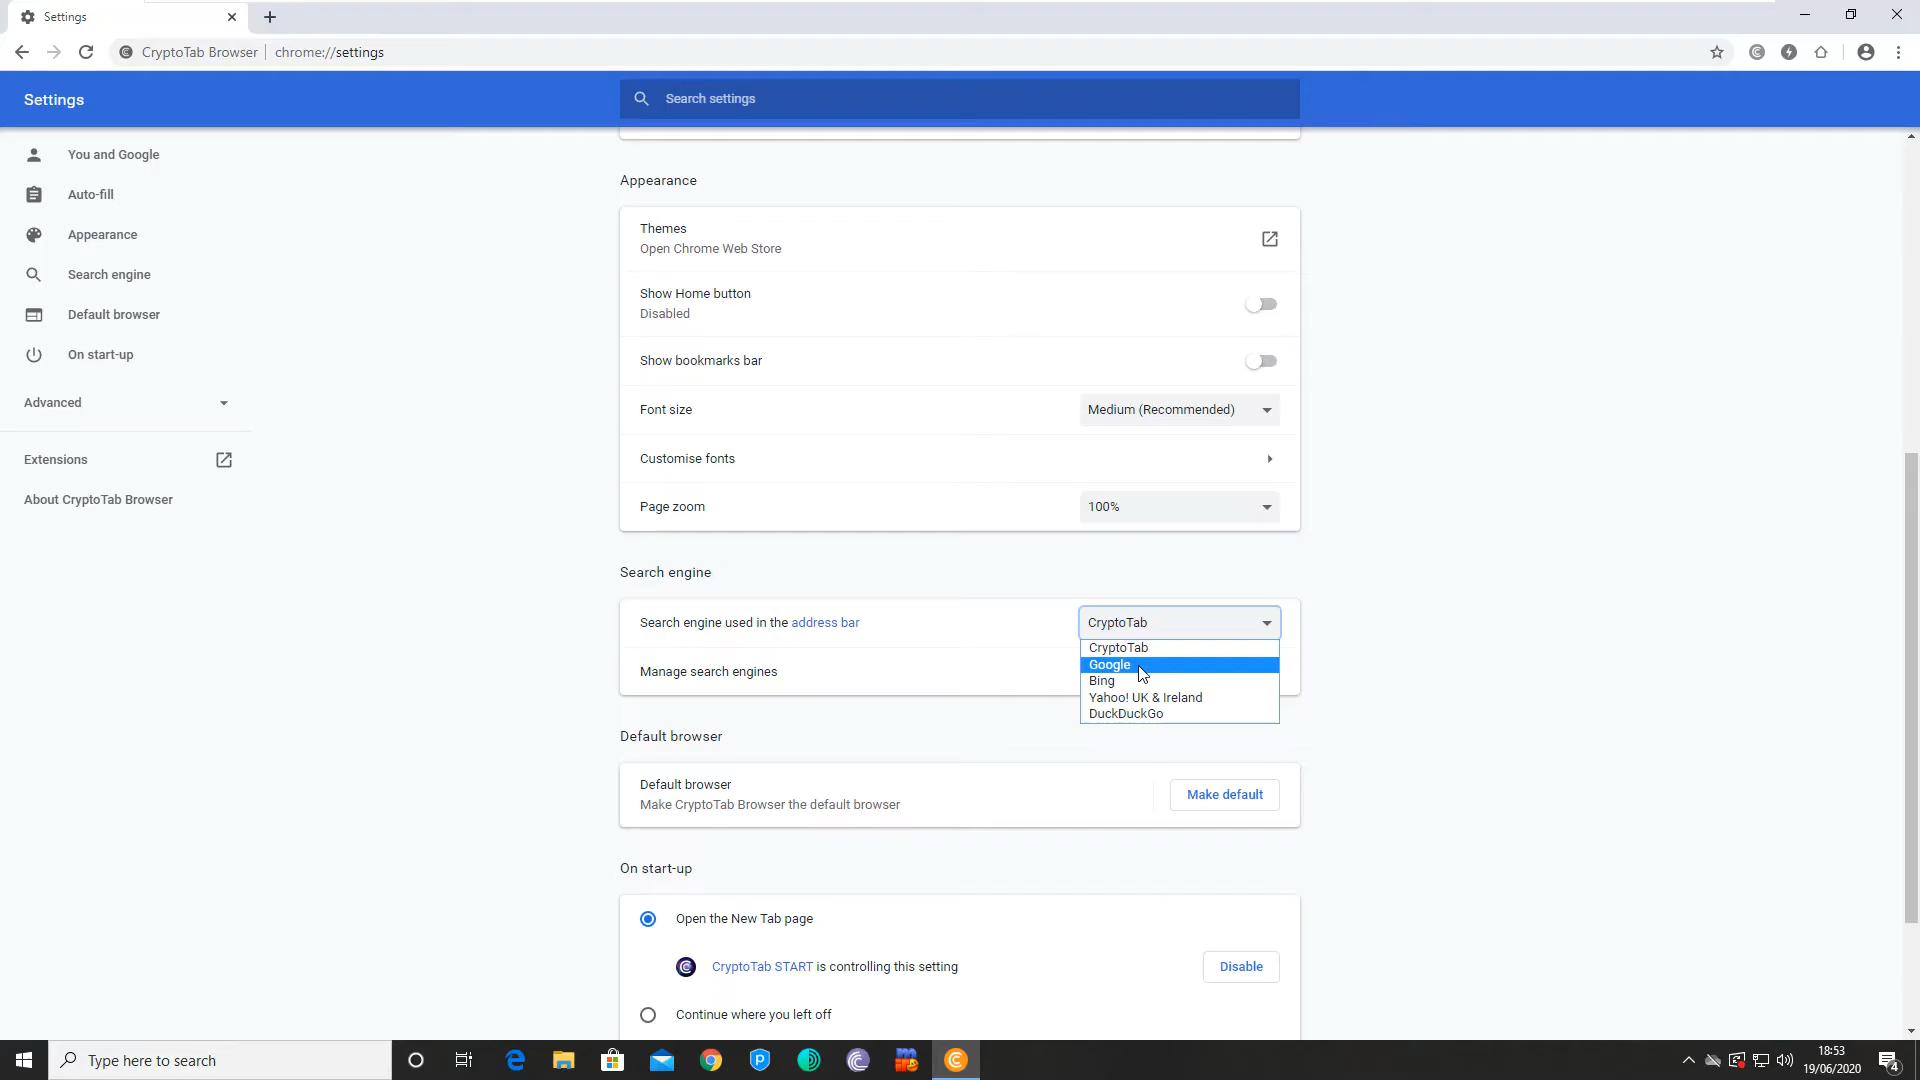 Settings
CryptoTab Browser
chrome://settings
Settings
Search settings
You and Google
Auto-fill
Appearance
Search engine
Default browser
On start-up
Advanced
Extensions
About CryptoTab Browser
Appearance
Themes
Open Chrome Web Store
Show Home button
Disabled
Show bookmarks bar
Font size
Medium (Recommended)
Customise fonts
Page zoom
100%
Search engine
Search engine used in the address bar
CryptoTab
CryptoTab
Google
Bing
Yahoo! UK & Ireland
DuckDuckGo
Manage search engines
Default browser
Default browser
Make CryptoTab Browser the default browser
Make default
On start-up
Open the New Tab page
CryptoTab START is controlling this setting
Disable
Continue where you left off
Type here to search
18:53
19/06/2020
4